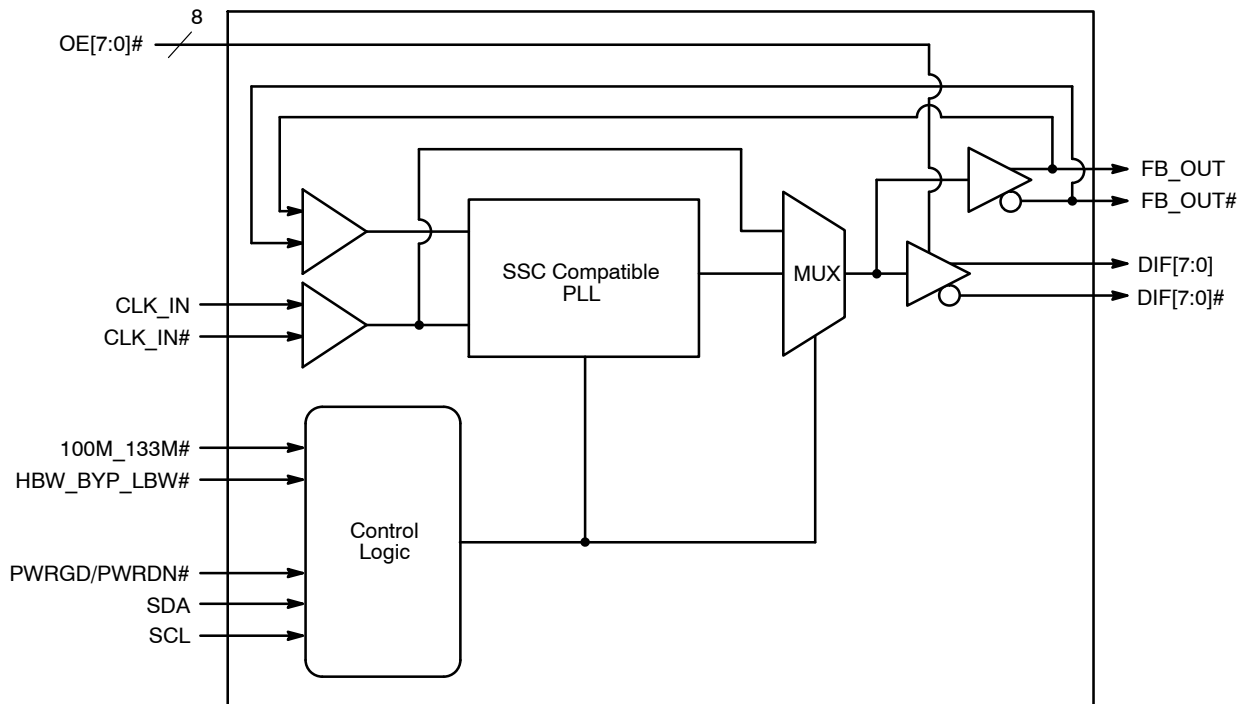 8
OE[7:0]#
FB_OUT
FB_OUT#
SSC Compatible
PLL
MUX
DIF[7:0]
DIF[7:0]#
CLK_IN
CLK_IN#
100M_133M#
HBW_BYP_LBW#
Control
Logic
PWRGD/PWRDN#
SDA
SCL